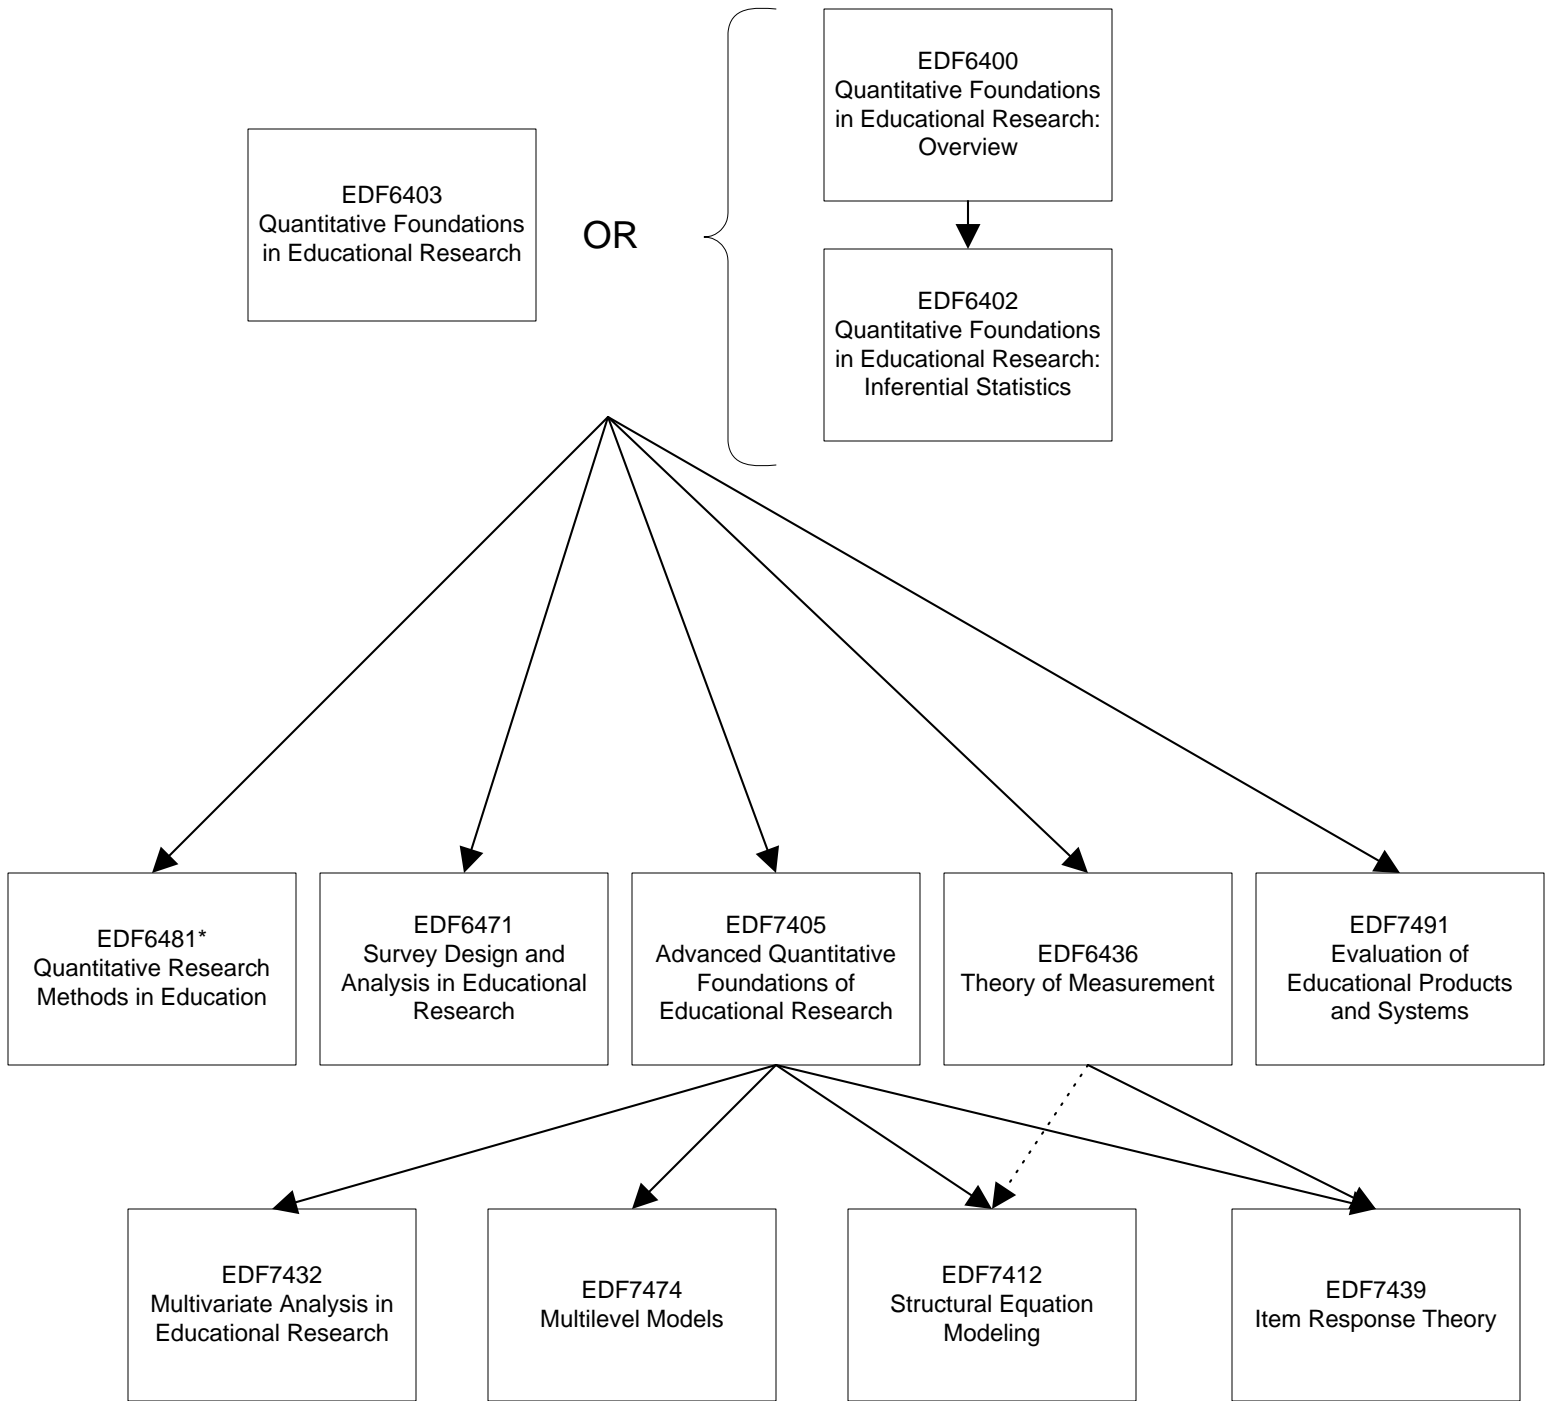 EDF6400
Quantitative Foundations
in Educational Research:
Overview
EDF6403
Quantitative Foundations
in Educational Research
OR
EDF6402
Quantitative Foundations
in Educational Research:
Inferential Statistics
EDF6481*
Quantitative Research
Methods in Education
EDF6471
Survey Design and
Analysis in Educational
Research
EDF7405
Advanced Quantitative
Foundations of
Educational Research
EDF6436
Theory of Measurement
EDF7491
Evaluation of
Educational Products
and Systems
EDF7432
Multivariate Analysis in
Educational Research
EDF7474
Multilevel Models
EDF7412
Structural Equation
Modeling
EDF7439
Item Response Theory